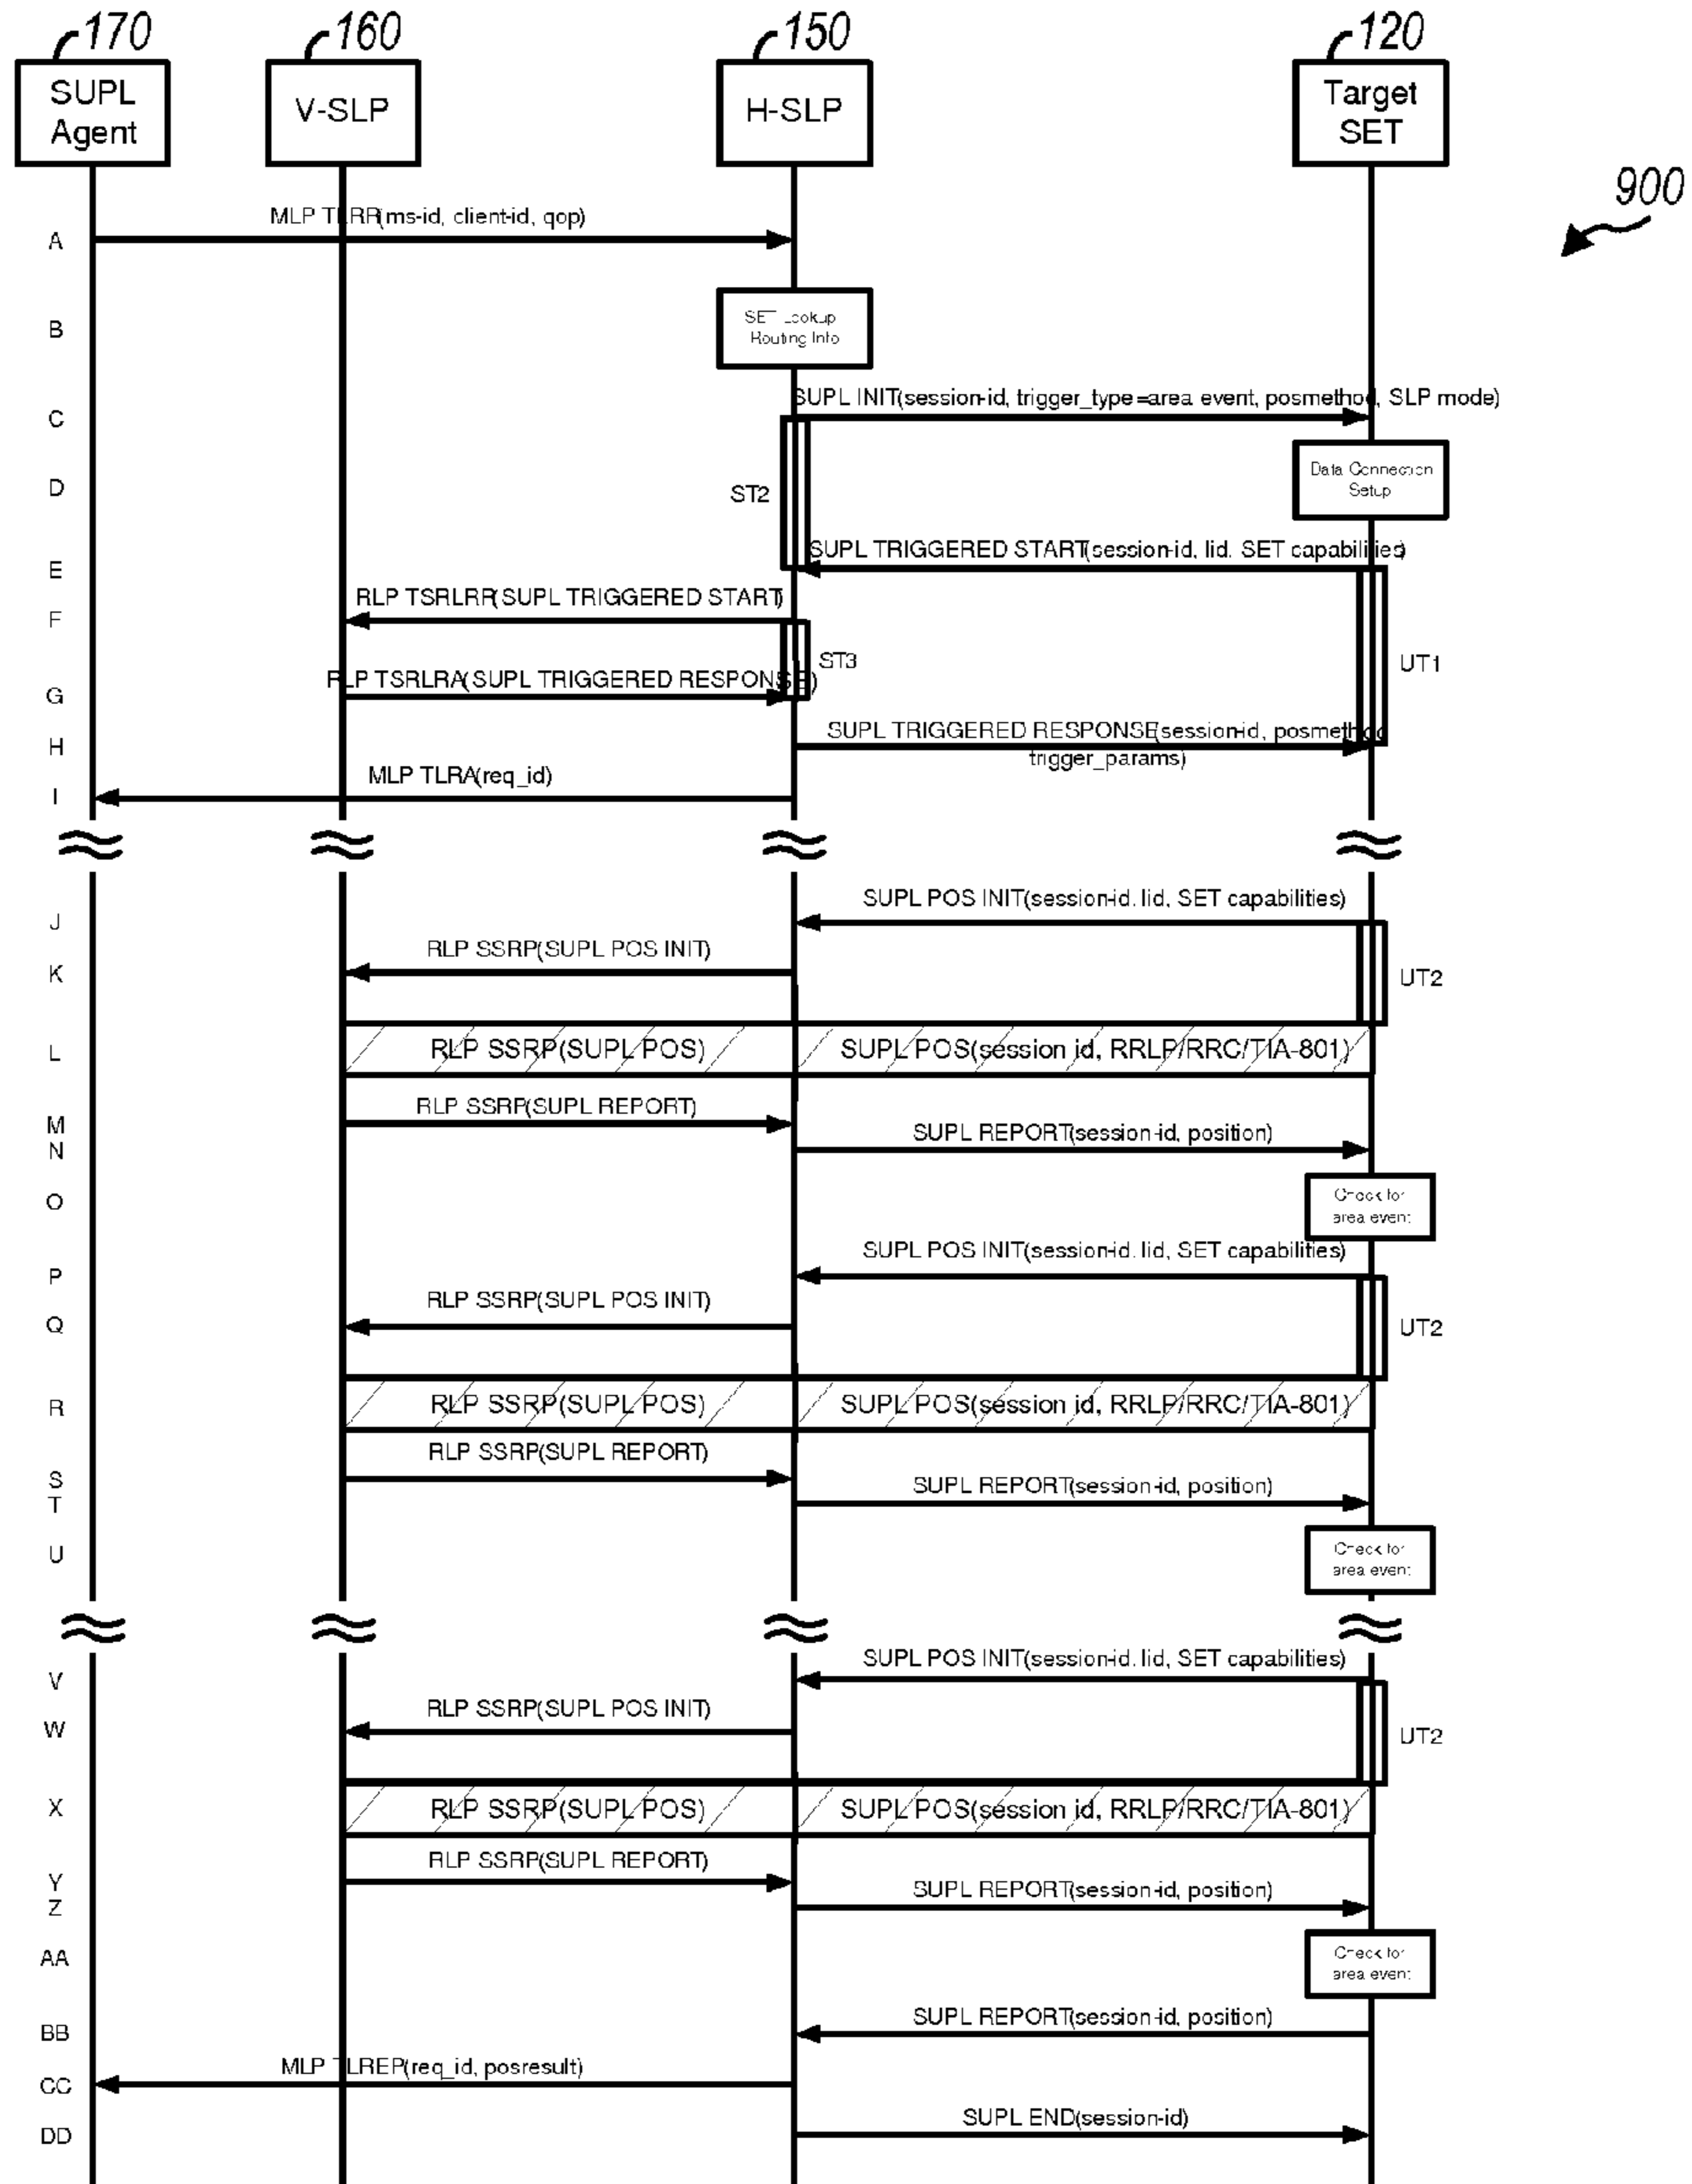 170
160
150
120
SUPL
Agent
V-SLP
H-SLP
Target
SET
900
A
MLP TLRR(ms-id, client-id, qop)
B
SET Lookup
Routing Info
C
SUPL INIT(session-id, trigger_type=area event, posmethod, SLP mode)
D
ST2
Data Connection
Setup
E
SUPL TRIGGERED START(session-id, lid, SET capabilities)
F
RLP TSRLRR(SUPL TRIGGERED START)
ST3
UT1
G
RLP TSRLRA(SUPL TRIGGERED RESPONSE)
H
SUPL TRIGGERED RESPONSE(session-id, posmethod
trigger_params)
I
MLP TLRA(req_id)
J
SUPL POS INIT(session-id, lid, SET capabilities)
K
RLP SSRP(SUPL POS INIT)
UT2
L
RLP SSRP(SUPL POS)
SUPL POS(session id, RRLP/RRC/TIA-801)
M
RLP SSRP(SUPL REPORT)
N
SUPL REPORT(session-id, position)
O
Check for
area event
P
SUPL POS INIT(session-id, lid, SET capabilities)
Q
RLP SSRP(SUPL POS INIT)
UT2
R
RLP SSRP(SUPL POS)
SUPL POS(session id, RRLP/RRC/TIA-801)
S
RLP SSRP(SUPL REPORT)
T
SUPL REPORT(session-id, position)
U
Check for
area event
V
SUPL POS INIT(session-id, lid, SET capabilities)
W
RLP SSRP(SUPL POS INIT)
UT2
X
RLP SSRP(SUPL POS)
SUPL POS(session id, RRLP/RRC/TIA-801)
Y
RLP SSRP(SUPL REPORT)
Z
SUPL REPORT(session-id, position)
AA
Check for
area event
BB
SUPL REPORT(session-id, position)
CC
MLP TLREP(req_id, posresult)
DD
SUPL END(session-id)